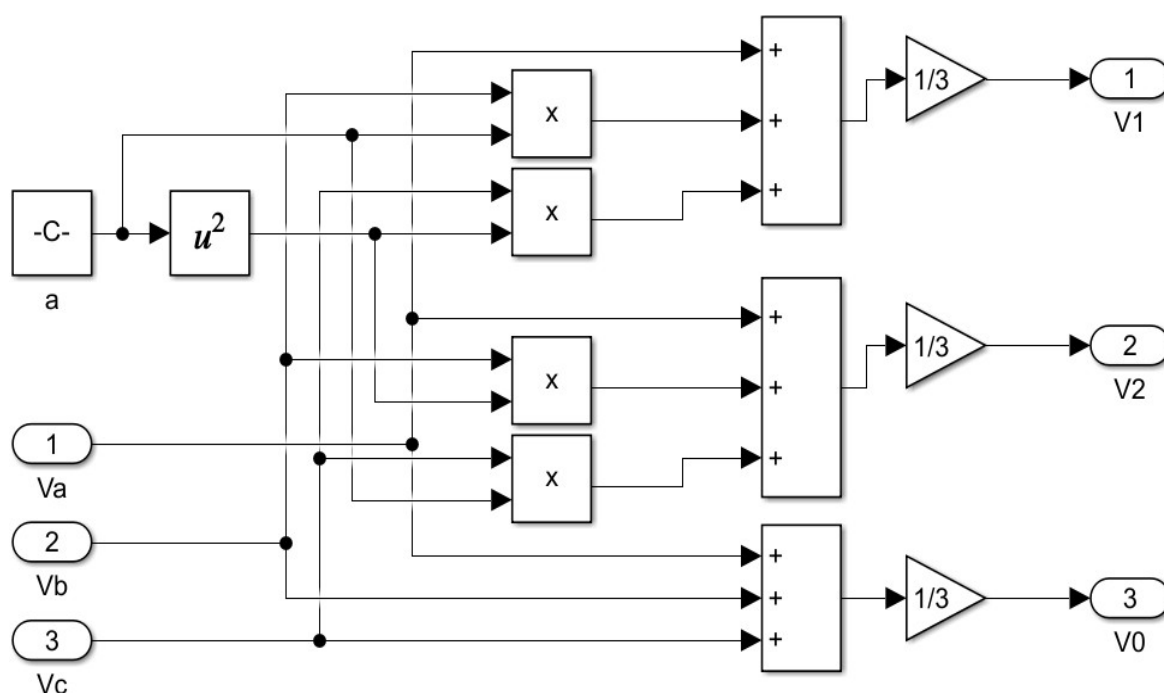 -C-
a
u²
x
x
x
x
+
+
+
+
+
+
+
+
+
1/3
1/3
1/3
1
Va
2
Vb
3
Vc
1
V1
2
V2
3
V0